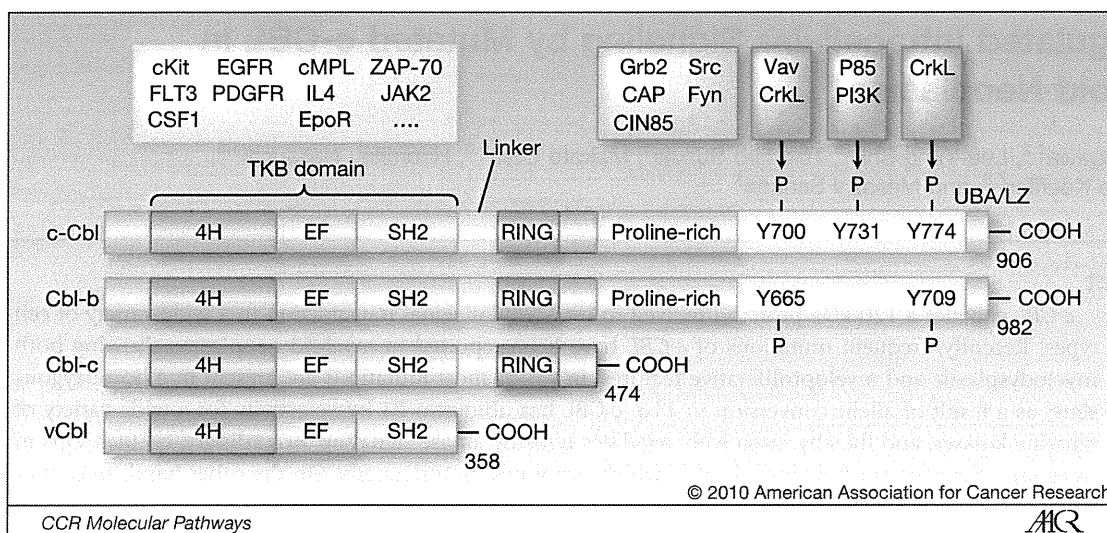 cKit EGFR cMPL ZAP-70
FLT3 PDGFR IL4 JAK2
CSF1 EpoR ....
Grb2 Src
CAP Fyn
CIN85
Vav
CrkL
P85
PI3K
CrkL
Linker
TKB domain
P P P
UBA/LZ
c-Cbl 4H EF SH2 RING Proline-rich Y700 Y731 Y774 COOH
906
Cbl-b 4H EF SH2 RING Proline-rich Y665 Y709 COOH
982
P P
Cbl-c 4H EF SH2 RING COOH
474
vCbl 4H EF SH2 COOH
358
© 2010 American Association for Cancer Research
CCR Molecular Pathways
AACR